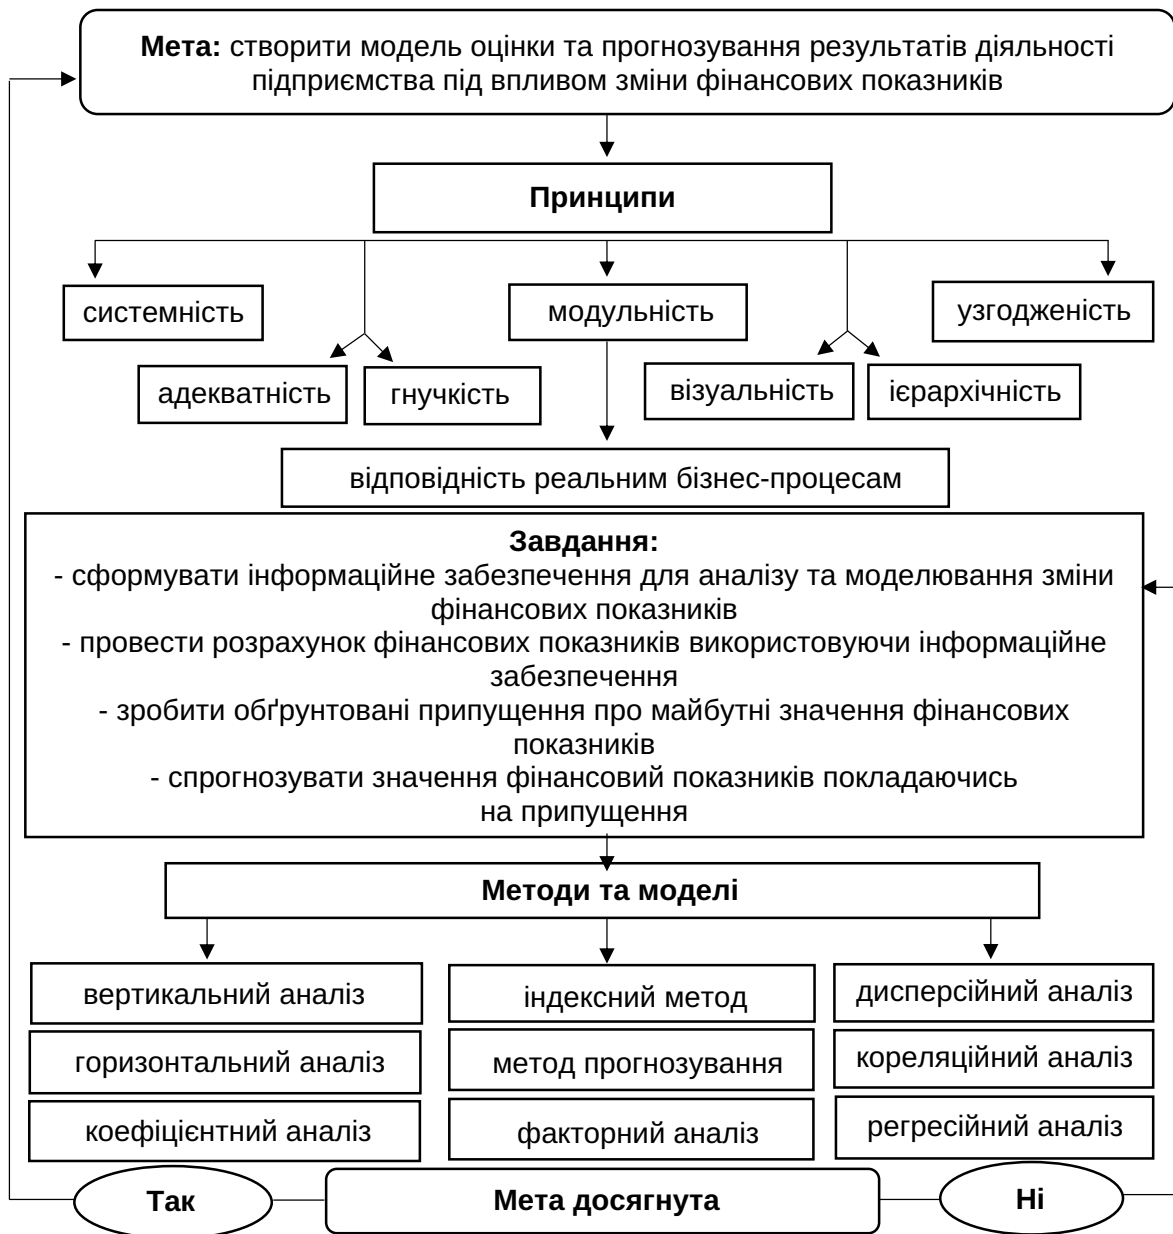 Мета: створити модель оцінки та прогнозування результатів діяльності
підприємства під впливом зміни фінансових показників
Принципи
системність
модульність
узгодженість
адекватність
гнучкість
візуальність
ієрархічність
відповідність реальним бізнес-процесам
Завдання:
- сформувати інформаційне забезпечення для аналізу та моделювання зміни
фінансових показників
- провести розрахунок фінансових показників використовуючи інформаційне
забезпечення
- зробити обґрунтовані припущення про майбутні значення фінансових
показників
- спрогнозувати значення фінансовий показників покладаючись
на припущення
Методи та моделі
вертикальний аналіз
індексний метод
дисперсійний аналіз
горизонтальний аналіз
метод прогнозування
кореляційний аналіз
коефіцієнтний аналіз
факторний аналіз
регресійний аналіз
Так
Мета досягнута
Ні